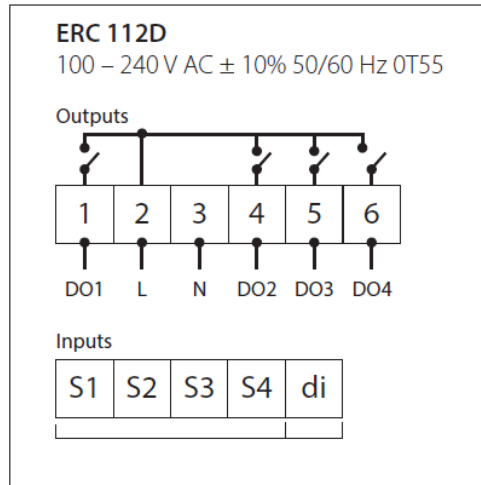 ERC 112D
100 – 240 V AC ± 10% 50/60 Hz 0T55
Outputs
1 2 3 4 5 6
DO1 L N DO2 DO3 DO4
Inputs
S1 S2 S3 S4 di